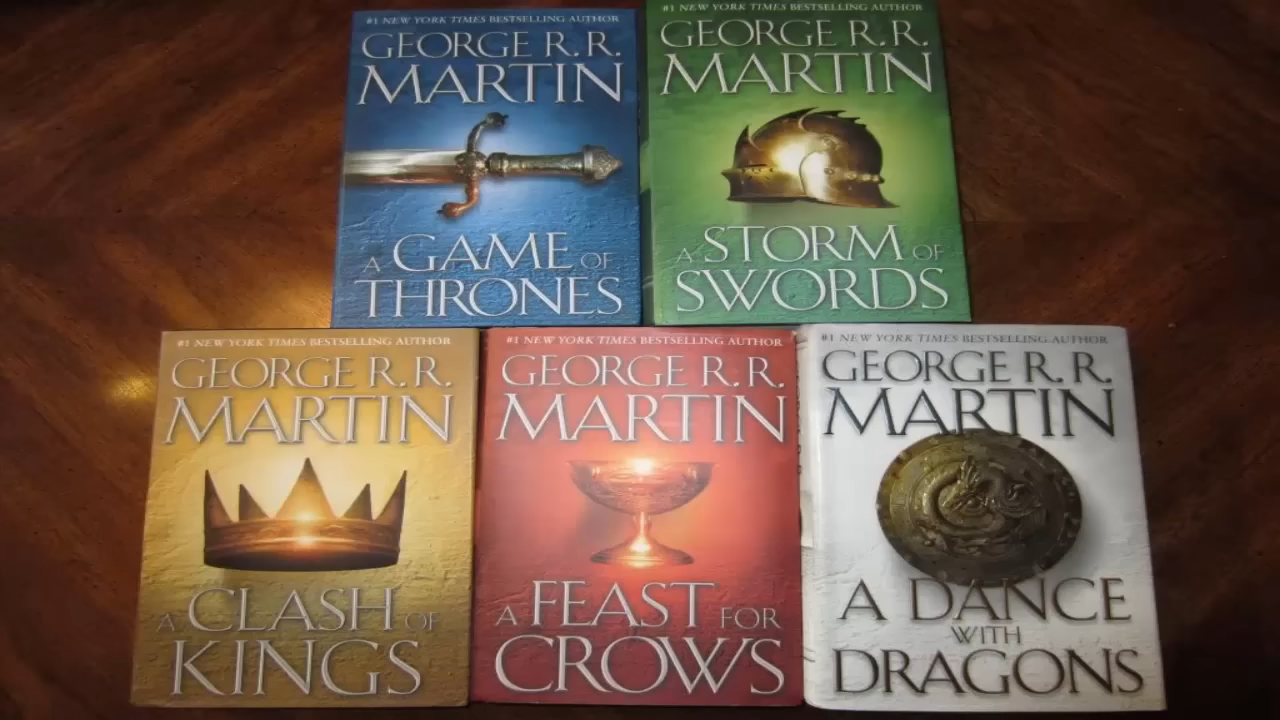 #1 NEW YORK TIMES BESTSELLING AUTHOR
GEORGE R. R.
MARTIN
A GAME OF
THRONES
#1 NEW YORK TIMES BESTSELLING AUTHOR
GEORGE R. R.
MARTIN
A STORM OF
SWORDS
#1 NEW YORK TIMES BESTSELLING AUTHOR
GEORGE R. R.
MARTIN
A CLASH OF
KINGS
#1 NEW YORK TIMES BESTSELLING AUTHOR
GEORGE R. R.
MARTIN
A FEAST FOR
CROWS
#1 NEW YORK TIMES BESTSELLING AUTHOR
GEORGE R. R.
MARTIN
A DANCE
WITH
DRAGONS